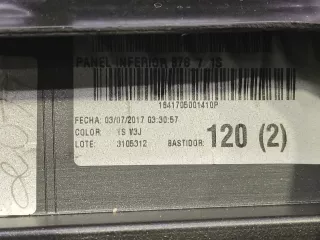 PANEL INFERIOR 978 Y 1S
1641705001410P
FECHA: 03/07/2017 03:30:57
COLOR: 1S W3J
LOTE: 3105312 BASTIDOR: 120 (2)